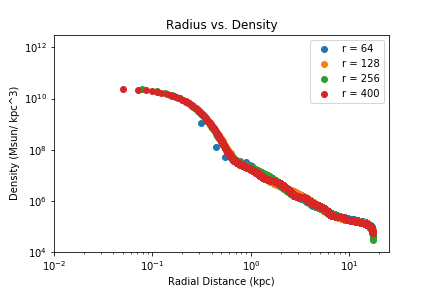 Radius vs. Density
r = 64
r = 128
r = 256
r = 400
Density (Msun/ kpc^3)
10^12
10^10
10^8
10^6
10^4
10^-2
10^-1
10^0
10^1
Radial Distance (kpc)